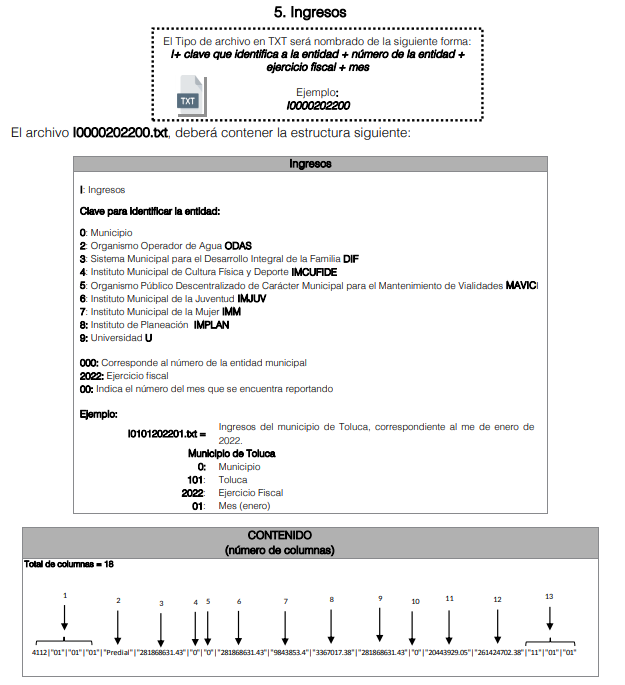 5. Ingresos
El Tipo de archivo en TXT será nombrado de la siguiente forma:
I+ clave que identifica a la entidad + número de la entidad +
ejercicio fiscal + mes
TXT
Ejemplo:
I0000202200
El archivo I0000202200.txt, deberá contener la estructura siguiente:
Ingresos
I: Ingresos
Clave para identificar la entidad:
0: Municipio
2: Organismo Operador de Agua ODAS
3: Sistema Municipal para el Desarrollo Integral de la Familia DIF
4: Instituto Municipal de Cultura Física y Deporte IMCUFIDE
5: Organismo Público Descentralizado de Carácter Municipal para el Mantenimiento de Vialidades MAVICI
6: Instituto Municipal de la Juventud IMJUV
7: Instituto Municipal de la Mujer IMM
8: Instituto de Planeación IMPLAN
9: Universidad U
000: Corresponde al número de la entidad municipal
2022: Ejercicio fiscal
00: Indica el número del mes que se encuentra reportando
Ejemplo:
I0101202201.txt = Ingresos del municipio de Toluca, correspondiente al me de enero de
2022.
Municipio de Toluca
0: Municipio
101: Toluca
2022: Ejercicio Fiscal
01: Mes (enero)
CONTENIDO
(número de columnas)
Total de columnas = 18
1 2 3 4 5 6 7 8 9 10 11 12 13
4112|"01"|"01"|"01"|"Predial"|"281868631.43"|"0"|"0"|"281868631.43"|"9843853.4"|"3367017.38"|"281868631.43"|"0"|"20443929.05"|"261424702.38"|"11"|"01"|"01"